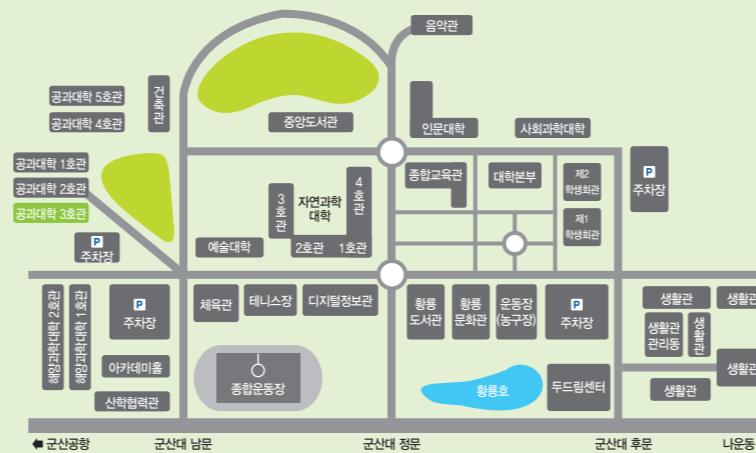 음악관
공과대학 5호관
건축관
공과대학 4호관
중앙도서관
인문대학
사회과학대학
공과대학 1호관
공과대학 2호관
공과대학 3호관
종합교육관
대학본부
제2
학생회관
P
주차장
3호관
자연과학
대학
4호관
2호관
1호관
제1
학생회관
P
주차장
예술대학
해양과학대학 2호관
해양과학대학 1호관
P
주차장
체육관
테니스장
디지털정보관
황룡
도서관
황룡
문화관
운동장
(농구장)
P
주차장
생활관
생활관
생활관
관리동
생활관
아카데미홀
종합운동장
황룡호
두드림센터
생활관
생활관
산학협력관
군산공항
군산대 남문
군산대 정문
군산대 후문
나운동